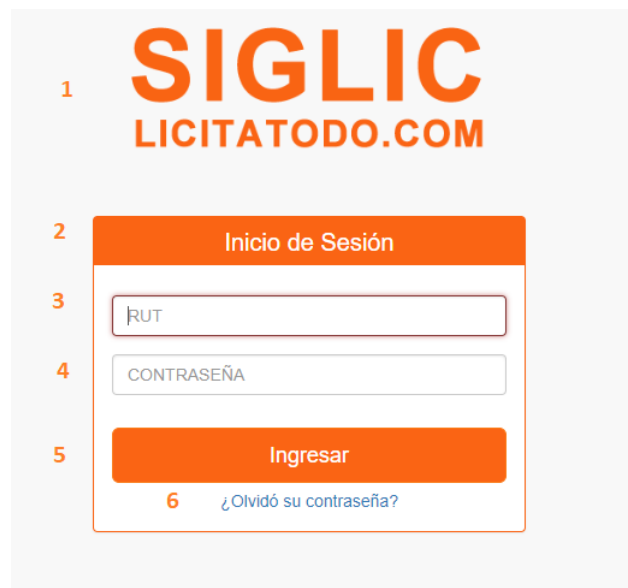 SIGLIC
1
LICITATODO.COM
2
Inicio de Sesión
3
RUT
4
CONTRASEÑA
5
Ingresar
6 ¿Olvidó su contraseña?